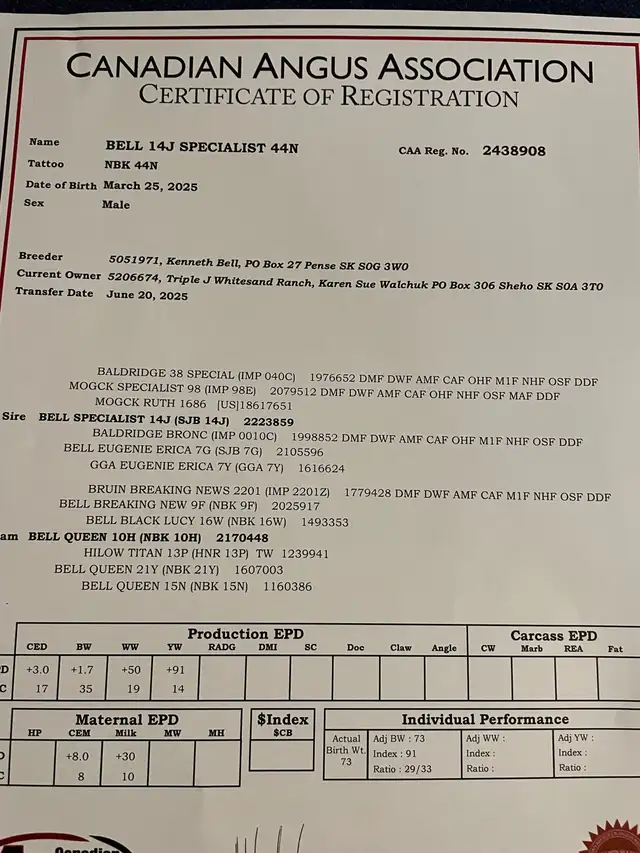 CANADIAN ANGUS ASSOCIATION
CERTIFICATE OF REGISTRATION
Name BELL 14J SPECIALIST 44N CAA Reg. No. 2438908
Tattoo NBK 44N
Date of Birth March 25, 2025
Sex Male
Breeder 5051971, Kenneth Bell, PO Box 27 Pense SK S0G 3W0
Current Owner 5206674, Triple J Whitesand Ranch, Karen Sue Walchuk PO Box 306 Sheho SK S0A 3T0
Transfer Date June 20, 2025
BALDRIDGE 38 SPECIAL (IMP 040C) 1976652 DMF DWF AMF CAF OHF M1F NHF OSF DDF
MOGCK SPECIALIST 98 (IMP 98E) 2079512 DMF DWF AMF CAF OHF NHF OSF MAF DDF
MOGCK RUTH 1686 [US]18617651
Sire BELL SPECIALIST 14J (SJB 14J) 2223859
BALDRIDGE BRONC (IMP 0010C) 1998852 DMF DWF AMF CAF OHF M1F NHF OSF DDF
BELL EUGENIE ERICA 7G (SJB 7G) 2105596
GGA EUGENIE ERICA 7Y (GGA 7Y) 1616624
BRUIN BREAKING NEWS 2201 (IMP 2201Z) 1779428 DMF DWF AMF CAF M1F NHF OSF DDF
BELL BREAKING NEW 9F (NBK 9F) 2025917
BELL BLACK LUCY 16W (NBK 16W) 1493353
am BELL QUEEN 10H (NBK 10H) 2170448
HILOW TITAN 13P (HNR 13P) TW 1239941
BELL QUEEN 21Y (NBK 21Y) 1607003
BELL QUEEN 15N (NBK 15N) 1160386
Production EPD Carcass EPD
CED BW WW YW RADG DMI SC Doc Claw Angle CW Marb REA Fat
PD +3.0 +1.7 +50 +91
C 17 35 19 14
Maternal EPD $Index Individual Performance
HP CEM Milk MW MH $CB
Actual Birth Wt. 73 Adj BW : 73 Adj WW : Adj YW :
Index : 91 Index : Index :
Ratio : 29/33 Ratio : Ratio :
D +8.0 +30
C 8 10
Canadian